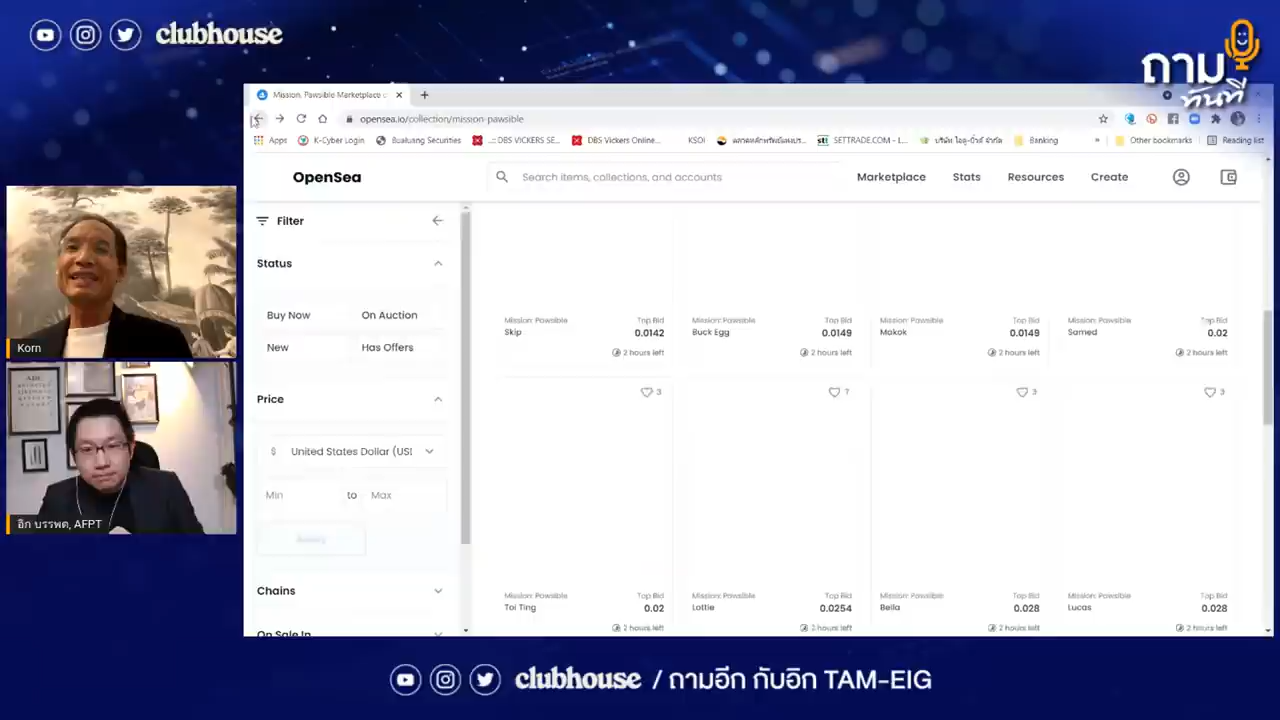 clubhouse
ถามทันที
Mission: Pawsible Marketplace
opensea.io/collection/mission-pawsible
Apps K-Cyber Login Bualuang Securities ...:: DBS VICKERS SE... DBS Vickers Online... KSOI SETTRADE.COM - L... Banking » Other bookmarks Reading list
OpenSea Search items, collections, and accounts Marketplace Stats Resources Create
Filter
Status
Buy Now On Auction
New Has Offers
Price
$ United States Dollar (US!
Min to Max
Chains
On Sale In
Mission: Pawsible Top Bid
Skip 0.0142
2 hours left
Mission: Pawsible Top Bid
Buck Egg 0.0149
2 hours left
Mission: Pawsible Top Bid
Makok 0.0149
2 hours left
Mission: Pawsible Top Bid
Samed 0.02
2 hours left
3
7
3
3
Mission: Pawsible Top Bid
Toi Ting 0.02
2 hours left
Mission: Pawsible Top Bid
Lottie 0.0254
2 hours left
Mission: Pawsible Top Bid
Bella 0.028
2 hours left
Mission: Pawsible Top Bid
Lucas 0.028
2 hours left
Korn
อิก บรรพต, AFPT
clubhouse / ถามอีก กับอิก TAM-EIG